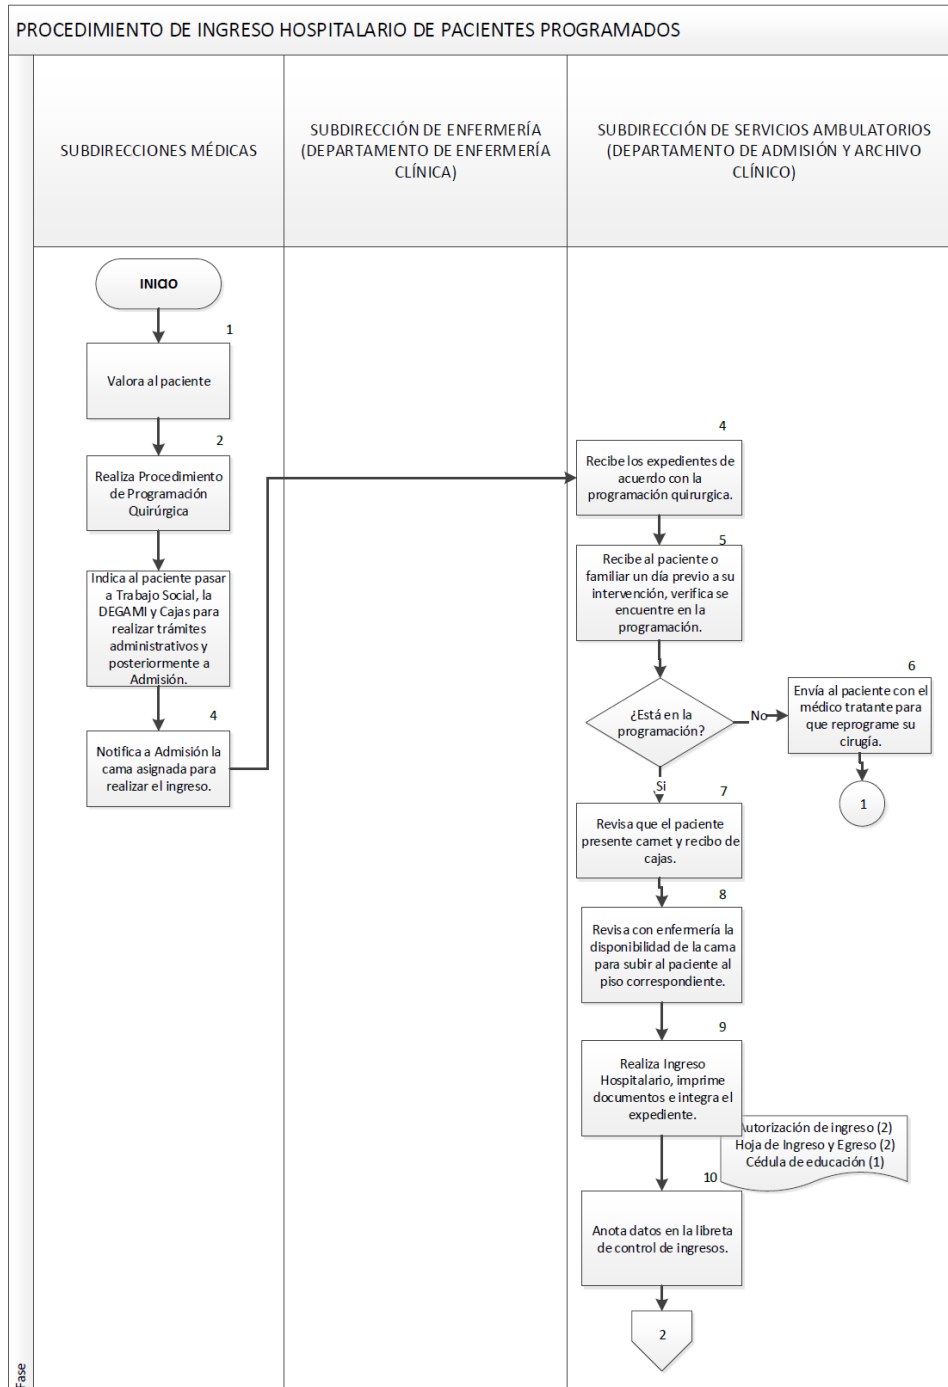 PROCEDIMIENTO DE INGRESO HOSPITALARIO DE PACIENTES PROGRAMADOS
SUBDIRECCIONES MÉDICAS
SUBDIRECCIÓN DE ENFERMERÍA
(DEPARTAMENTO DE ENFERMERÍA
CLÍNICA)
SUBDIRECCIÓN DE SERVICIOS AMBULATORIOS
(DEPARTAMENTO DE ADMISIÓN Y ARCHIVO
CLÍNICO)
INICIO
1
Valora al paciente
2
Realiza Procedimiento
de Programación
Quirúrgica
Indica al paciente pasar
a Trabajo Social, la
DEGAMI y Cajas para
realizar trámites
administrativos y
posteriormente a
Admisión.
4
Notifica a Admisión la
cama asignada para
realizar el ingreso.
4
Recibe los expedientes de
acuerdo con la
programación quirurgica.
5
Recibe al paciente o
familiar un día previo a su
intervención, verifica se
encuentre en la
programación.
¿Está en la
programación?
No
6
Envía al paciente con el
médico tratante para
que reprograme su
cirugía.
1
Si
7
Revisa que el paciente
presente carnet y recibo de
cajas.
8
Revisa con enfermería la
disponibilidad de la cama
para subir al paciente al
piso correspondiente.
9
Realiza Ingreso
Hospitalario, imprime
documentos e integra el
expediente.
Autorización de ingreso (2)
Hoja de Ingreso y Egreso (2)
Cédula de educación (1)
10
Anota datos en la libreta
de control de ingresos.
2
Fase